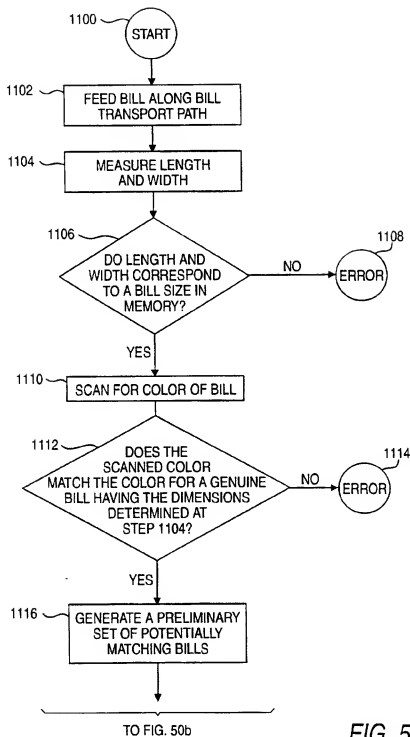 1100
START
1102
FEED BILL ALONG BILL
TRANSPORT PATH
1104
MEASURE LENGTH
AND WIDTH
1106
DO LENGTH AND
WIDTH CORRESPOND
TO A BILL SIZE IN
MEMORY?
NO
1108
ERROR
YES
1110
SCAN FOR COLOR OF BILL
1112
DOES THE
SCANNED COLOR
MATCH THE COLOR FOR A GENUINE
BILL HAVING THE DIMENSIONS
DETERMINED AT
STEP 1104?
NO
1114
ERROR
YES
1116
GENERATE A PRELIMINARY
SET OF POTENTIALLY
MATCHING BILLS
TO FIG. 50b
FIG. 5